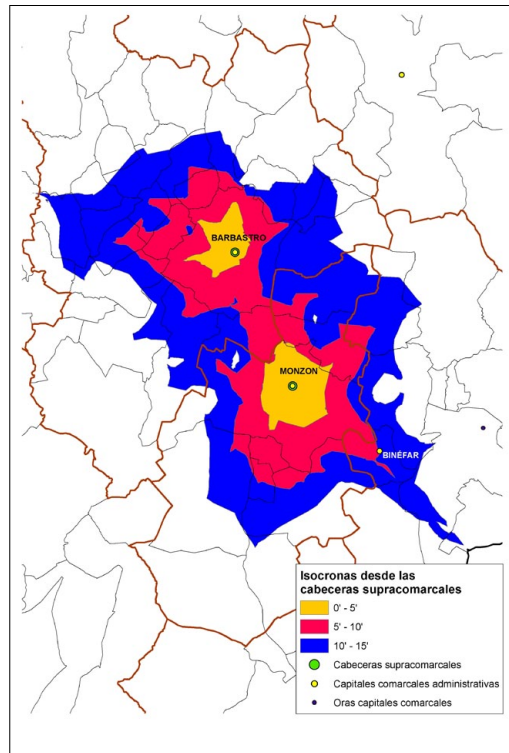 BARBASTRO
MONZON
BINÉFAR
Isocronas desde las
cabeceras supracomarcales
0' - 5'
5' - 10'
10' - 15'
Cabeceras supracomarcales
Capitales comarcales administrativas
Oras capitales comarcales